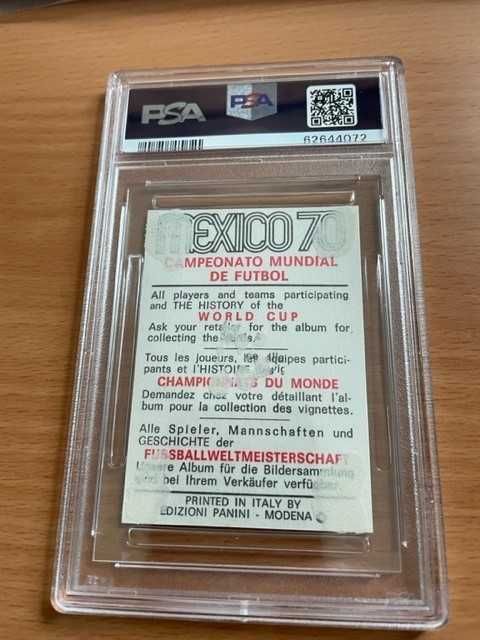 PSA
PSA
62644072
MEXICO 70
CAMPEONATO MUNDIAL
DE FUTBOL
All players and teams participating
and THE HISTORY of the
WORLD CUP
Ask your retailer for the album for
collecting the
Tous les joueurs, les équipes partici-
pants et l'HISTOIRE
CHAMPIONNATS DU MONDE
Demandez chez votre détaillant l'al-
bum pour la collection des vignettes.
Alle Spieler, Mannschaften und
GESCHICHTE der
FUSSBALLWELTMEISTERSCHAFT
Unsere Album für die Bildersammlung
sind bei Ihrem Verkäufer verfüg
PRINTED IN ITALY BY
EDIZIONI PANINI - MODENA